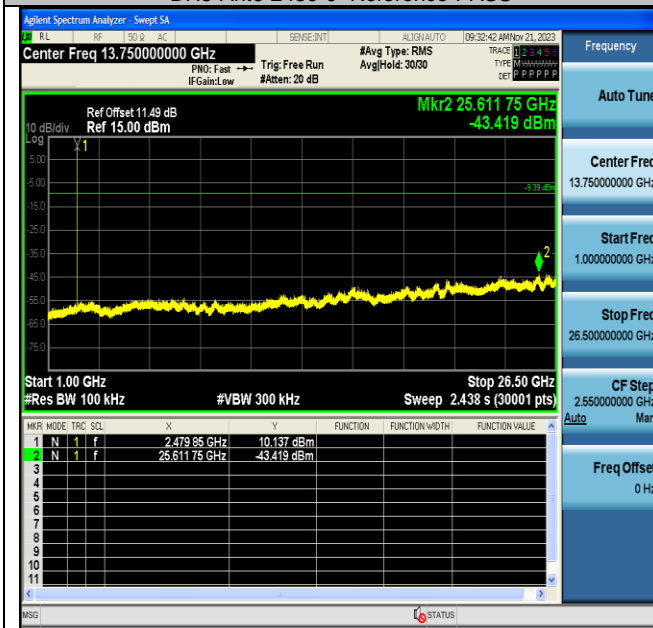 Agilent Spectrum Analyzer - Swept SA
RL RF 50 Ω AC SENSE:INT ALIGN AUTO 09:32:42 AM Nov 21, 2023
Center Freq 13.750000000 GHz #Avg Type: RMS TRACE 1 2 3 4 5 6
PNO: Fast Trig: Free Run Avg|Hold: 30/30 TYPE M
IFGain:Low #Atten: 20 dB DET P P P P P
Frequency
Auto Tune
Center Freq
13.750000000 GHz
Start Freq
1.000000000 GHz
Stop Freq
26.500000000 GHz
CF Step
2.550000000 GHz
Auto Man
Freq Offset
0 Hz
Mkr2 25.611 75 GHz
-43.419 dBm
Ref Offset 11.49 dB
10 dB/div Ref 15.00 dBm
Log
5.00
-5.00
-15.0
-25.0
-35.0
-45.0
-55.0
-65.0
-75.0
1
-9.39 dBm
2
Start 1.00 GHz Stop 26.50 GHz
#Res BW 100 kHz #VBW 300 kHz Sweep 2.438 s (30001 pts)
MKR MODE TRC SCL X Y FUNCTION FUNCTION WIDTH FUNCTION VALUE
1 N 1 f 2.479 85 GHz 10.137 dBm
2 N 1 f 25.611 75 GHz -43.419 dBm
3
4
5
6
7
8
9
10
11
MSG STATUS